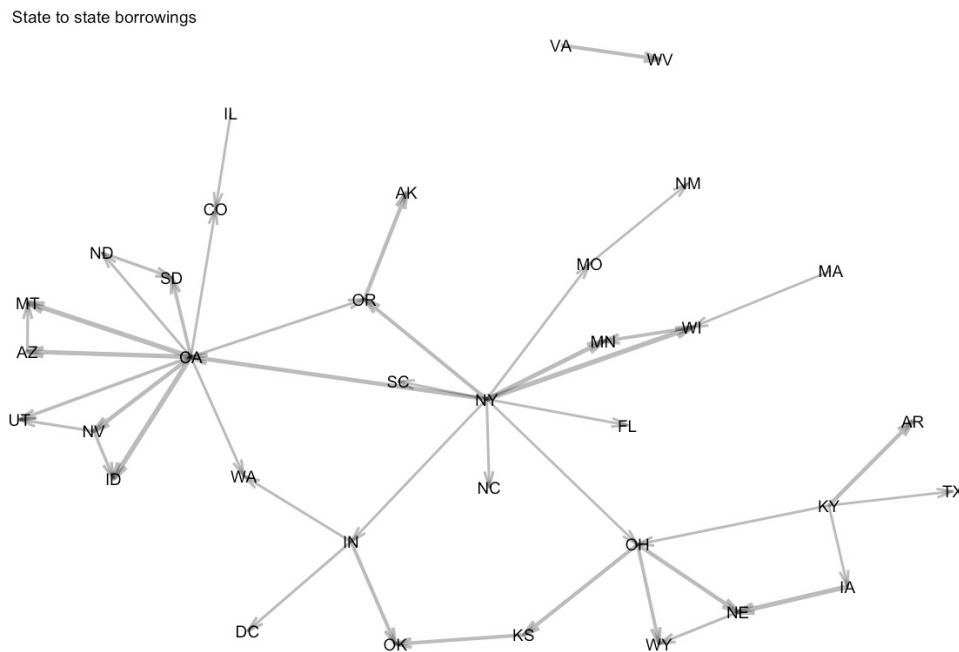 State to state borrowings
VA
WV
IL
NM
AK
CO
ND
MO
MA
SD
OR
MT
WI
MN
AZ
CA
SC
NY
UT
AR
FL
NV
WA
ID
NC
TX
KY
IN
OH
IA
NE
DC
KS
OK
WY